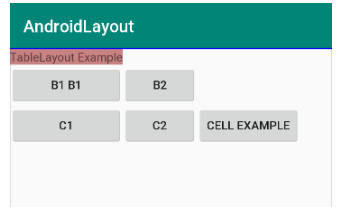 AndroidLayout
TableLayout Example
B1 B1 B2
C1 C2 CELL EXAMPLE